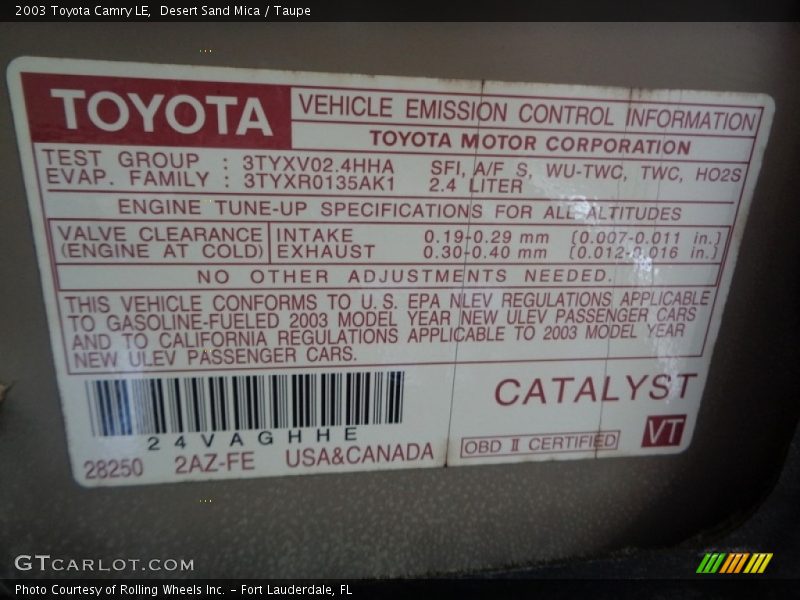 2003 Toyota Camry LE, Desert Sand Mica / Taupe
TOYOTA
VEHICLE EMISSION CONTROL INFORMATION
TOYOTA MOTOR CORPORATION
TEST GROUP : 3TYXV02.4HHA SFI, A/F S, WU-TWC, TWC, HO2S
EVAP. FAMILY : 3TYXR0135AK1 2.4 LITER
ENGINE TUNE-UP SPECIFICATIONS FOR ALL ALTITUDES
VALVE CLEARANCE INTAKE 0.19-0.29 mm (0.007-0.011 in.)
(ENGINE AT COLD) EXHAUST 0.30-0.40 mm (0.012-0.016 in.)
NO OTHER ADJUSTMENTS NEEDED.
THIS VEHICLE CONFORMS TO U.S. EPA NLEV REGULATIONS APPLICABLE
TO GASOLINE-FUELED 2003 MODEL YEAR NEW ULEV PASSENGER CARS
AND TO CALIFORNIA REGULATIONS APPLICABLE TO 2003 MODEL YEAR
NEW ULEV PASSENGER CARS.
CATALYST
24VAGHHE
28250 2AZ-FE USA&CANADA
OBD II CERTIFIED
VT
GTCARLOT.COM
Photo Courtesy of Rolling Wheels Inc. – Fort Lauderdale, FL